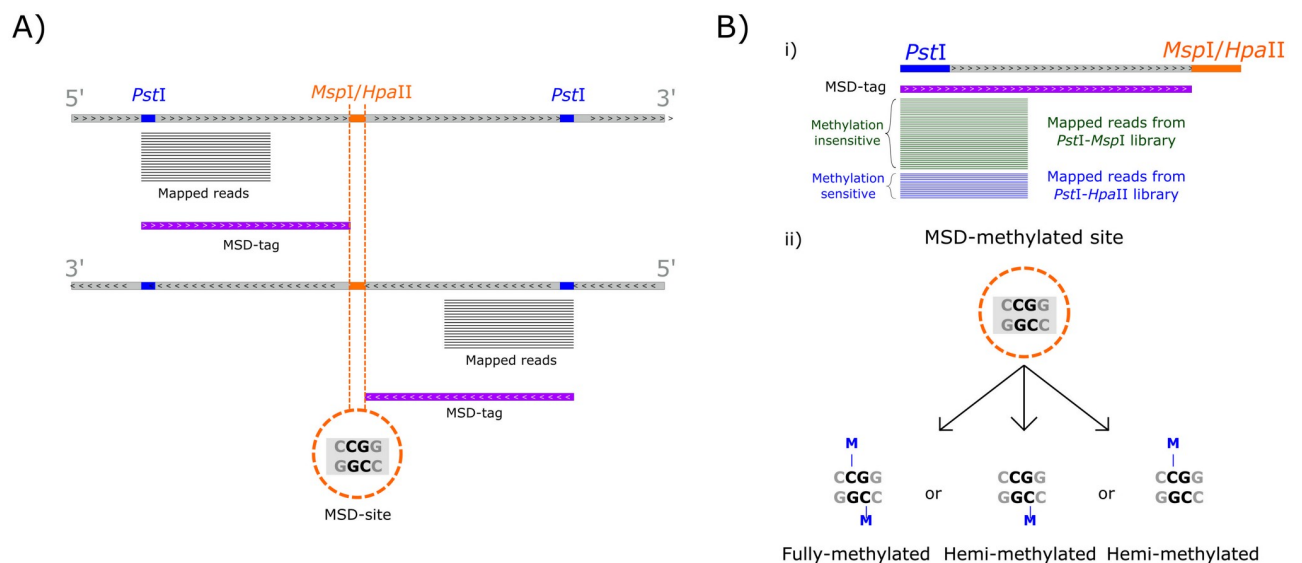 A)
5'
PstI
MspI/HpaII
PstI
3'
Mapped reads
MSD-tag
3'
5'
Mapped reads
MSD-tag
CCGG
GGCC
MSD-site
B)
i)
PstI
MspI/HpaII
MSD-tag
Methylation
insensitive
Mapped reads from
PstI-MspI library
Methylation
sensitive
Mapped reads from
PstI-HpaII library
ii)
MSD-methylated site
CCGG
GGCC
M
CCGG
GGCC
M
Fully-methylated
or
CCGG
GGCC
M
Hemi-methylated
or
M
CCGG
GGCC
Hemi-methylated